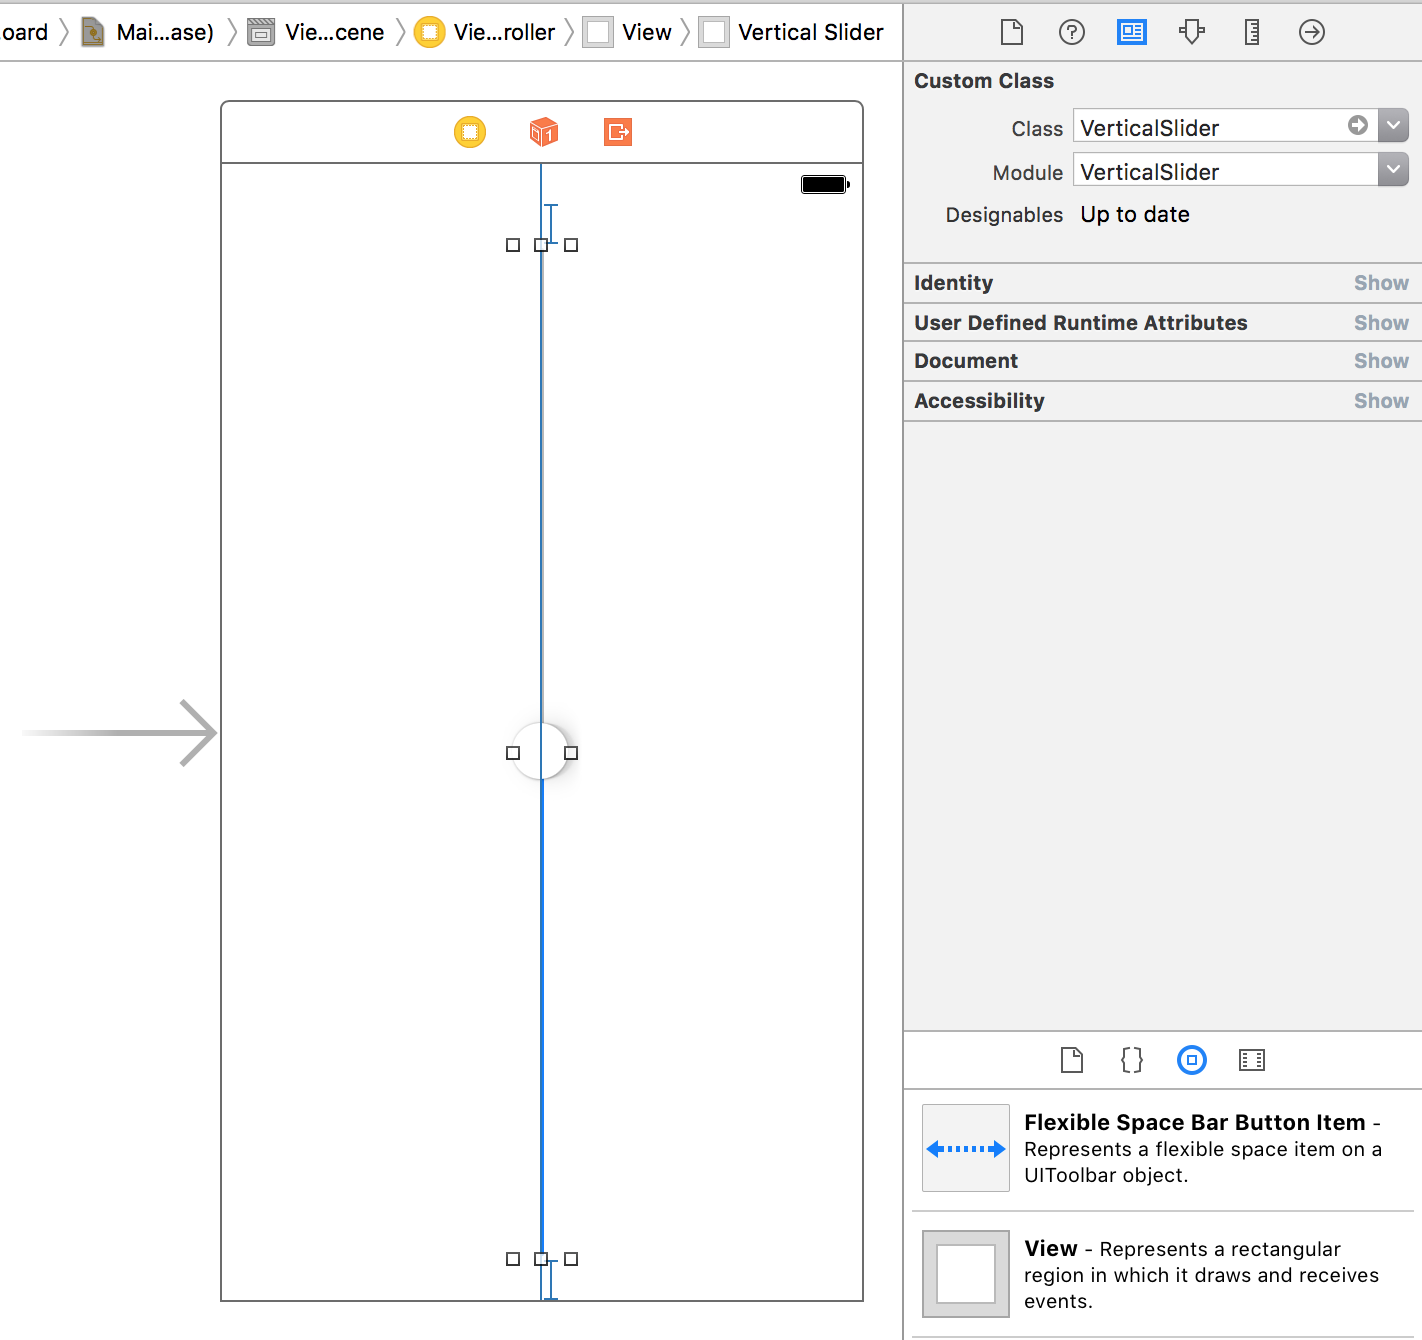 .oard Mai...ase) Vie...cene Vie...roller View Vertical Slider
Custom Class
Class VerticalSlider
Module VerticalSlider
Designables Up to date
Identity Show
User Defined Runtime Attributes Show
Document Show
Accessibility Show
1
{}
Flexible Space Bar Button Item -
Represents a flexible space item on a
UIToolbar object.
View - Represents a rectangular
region in which it draws and receives
events.